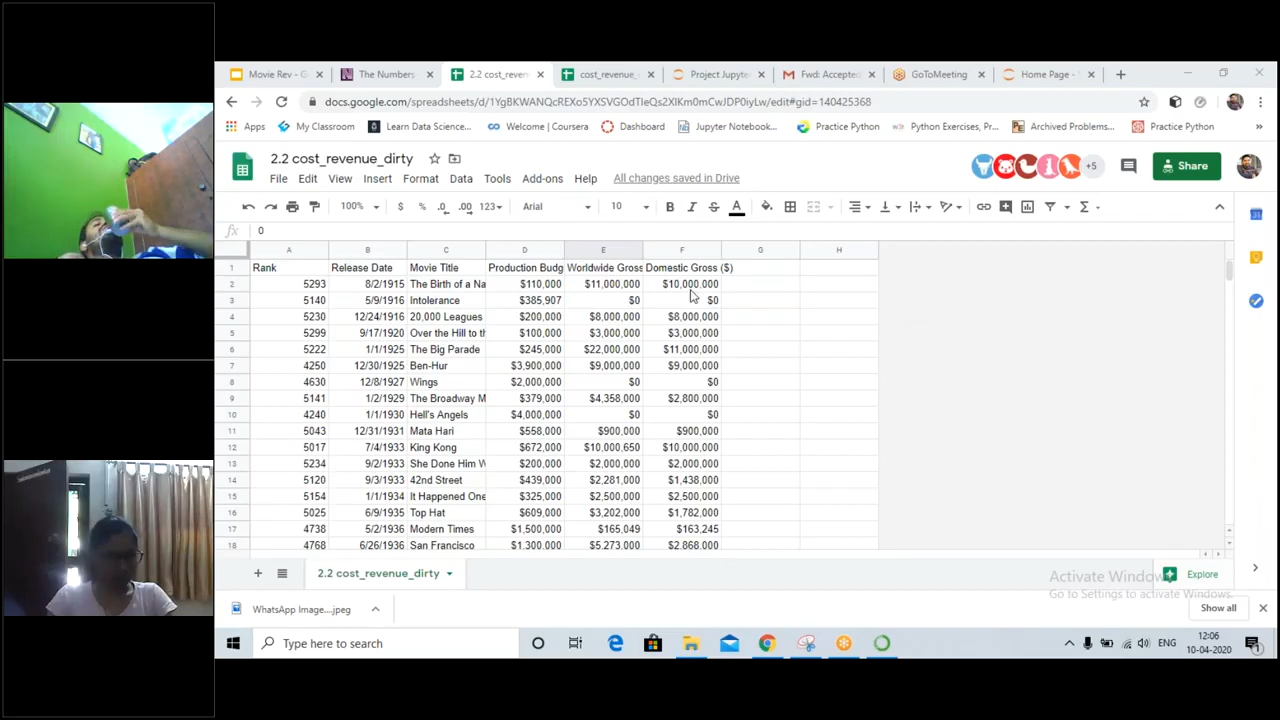 Movie Rev - G
The Numbers
2.2 cost_reven
cost_revenue_
Project Jupyte
Fwd: Accepted
GoToMeeting
Home Page -
docs.google.com/spreadsheets/d/1YgBKWANQcREXo5YXSVGOdTIeQs2XIKm0mCwJDP0iyLw/edit#gid=140425368
Apps
My Classroom
Learn Data Science...
Welcome | Coursera
Dashboard
Jupyter Notebook...
Practice Python
Python Exercises, Pr...
Archived Problems...
Practice Python
2.2 cost_revenue_dirty
+5
Share
File Edit View Insert Format Data Tools Add-ons Help All changes saved in Drive
100% $ % .0 .00 123 Arial 10 B I S A
fx 0
A B C D E F G H
1 Rank Release Date Movie Title Production Budg Worldwide Gross Domestic Gross ($)
2 5293 8/2/1915 The Birth of a Na $110,000 $11,000,000 $10,000,000
3 5140 5/9/1916 Intolerance $385,907 $0 $0
4 5230 12/24/1916 20,000 Leagues $200,000 $8,000,000 $8,000,000
5 5299 9/17/1920 Over the Hill to th $100,000 $3,000,000 $3,000,000
6 5222 1/1/1925 The Big Parade $245,000 $22,000,000 $11,000,000
7 4250 12/30/1925 Ben-Hur $3,900,000 $9,000,000 $9,000,000
8 4630 12/8/1927 Wings $2,000,000 $0 $0
9 5141 1/2/1929 The Broadway M $379,000 $4,358,000 $2,800,000
10 4240 1/1/1930 Hell's Angels $4,000,000 $0 $0
11 5043 12/31/1931 Mata Hari $558,000 $900,000 $900,000
12 5017 7/4/1933 King Kong $672,000 $10,000,650 $10,000,000
13 5234 9/2/1933 She Done Him W $200,000 $2,000,000 $2,000,000
14 5120 9/3/1933 42nd Street $439,000 $2,281,000 $1,438,000
15 5154 1/1/1934 It Happened One $325,000 $2,500,000 $2,500,000
16 5025 6/9/1935 Top Hat $609,000 $3,202,000 $1,782,000
17 4738 5/2/1936 Modern Times $1,500,000 $165,049 $163,245
18 4768 6/26/1936 San Francisco $1,300,000 $5,273,000 $2,868,000
2.2 cost_revenue_dirty
Explore
Activate Windows
Go to Settings to activate Windows.
WhatsApp Image....jpeg
Show all
Type here to search
ENG
12:06
10-04-2020